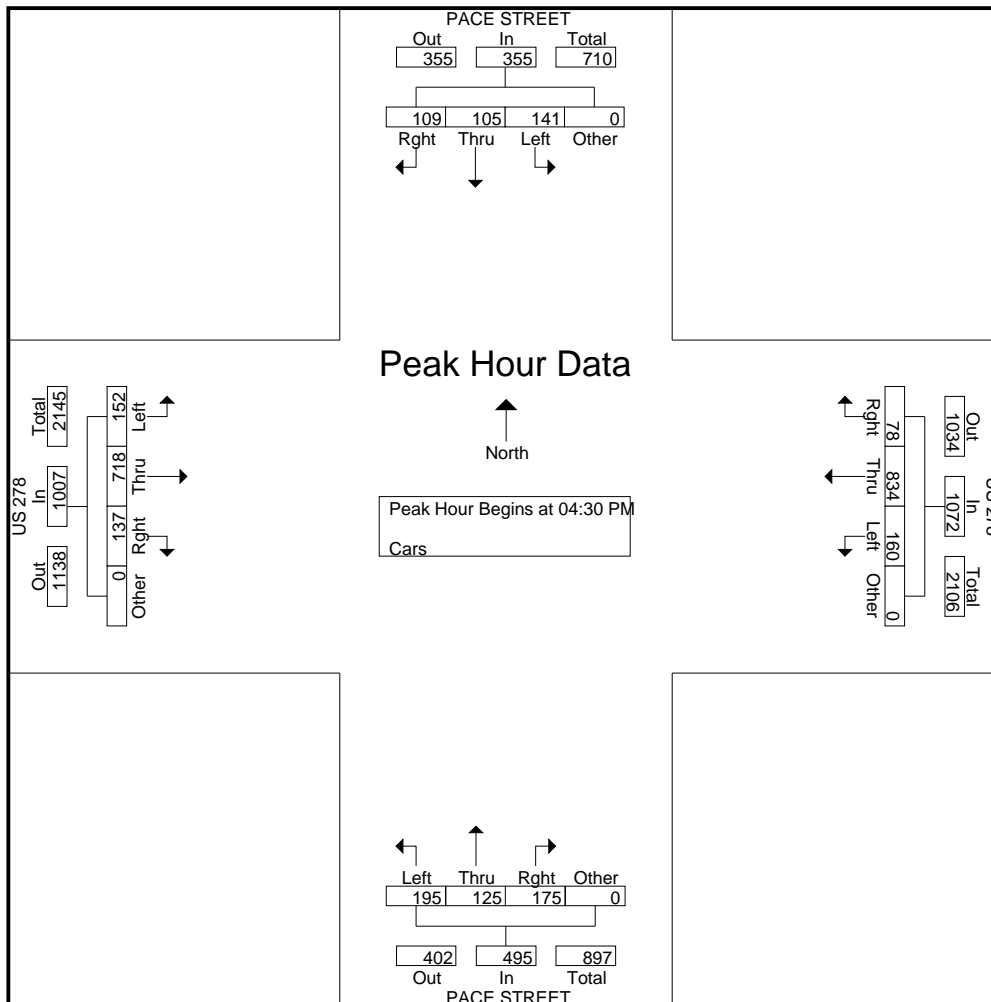 PACE STREET
Out In Total
355 355 710
109 105 141 0
Rght Thru Left Other
Peak Hour Data
North
Peak Hour Begins at 04:30 PM
Cars
US 278
Total In Out
2145 1007 1138
152 718 137 0
Left Thru Rght Other
Out In Total
1034 1072 2106
78 834 160 0
Rght Thru Left Other
Left Thru Rght Other
195 125 175 0
402 495 897
Out In Total
PACE STREET